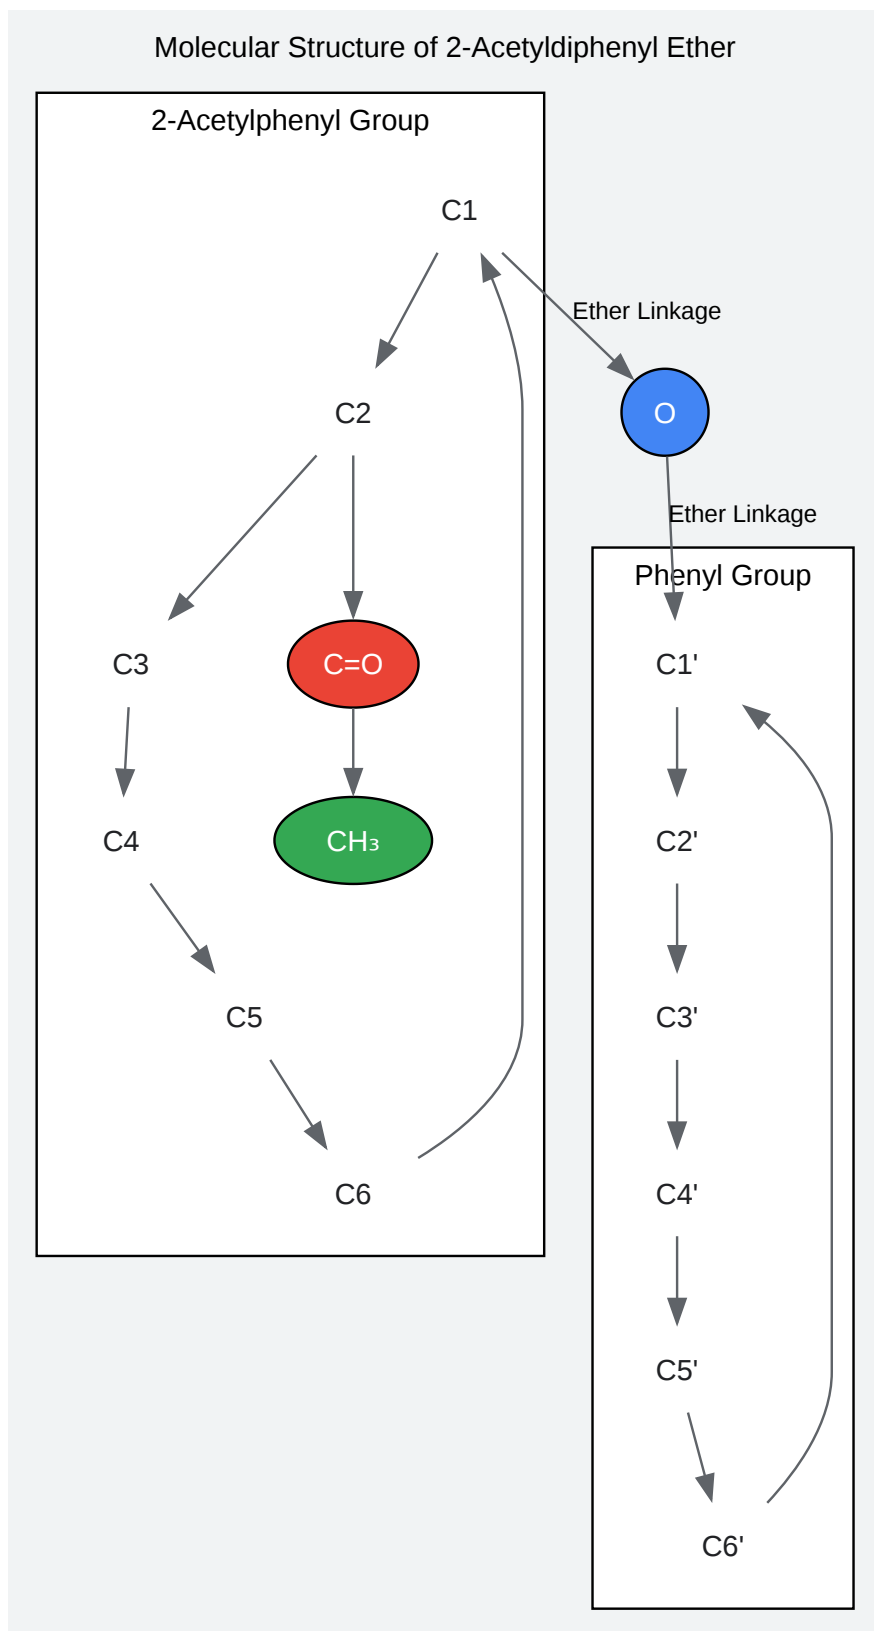 Molecular Structure of 2-Acetyldiphenyl Ether
2-Acetylphenyl Group
C1
Ether Linkage
C2
O
Ether Linkage
Phenyl Group
C3
C=O
C1'
C4
CH₃
C2'
C5
C3'
C6
C4'
C5'
C6'